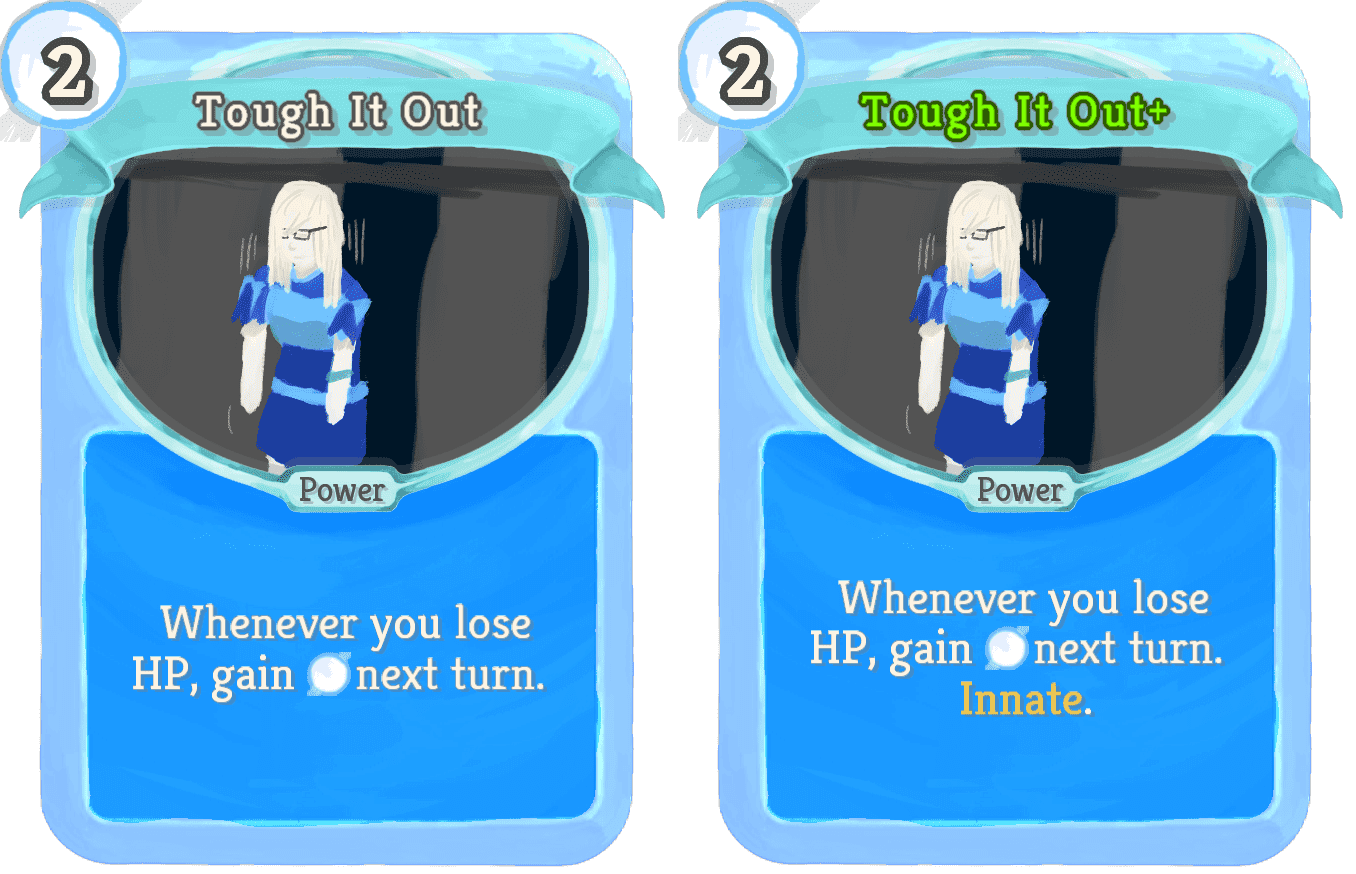 2
Tough It Out
Power
Whenever you lose
HP, gain next turn.
2
Tough It Out+
Power
Whenever you lose
HP, gain next turn.
Innate.